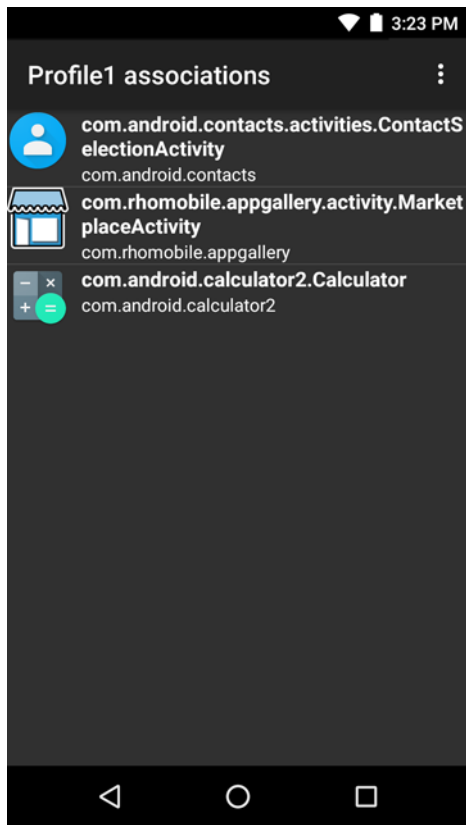 3:23 PM
Profile1 associations
com.android.contacts.activities.ContactS
electionActivity
com.android.contacts
com.rhomobile.appgallery.activity.Market
placeActivity
com.rhomobile.appgallery
com.android.calculator2.Calculator
com.android.calculator2